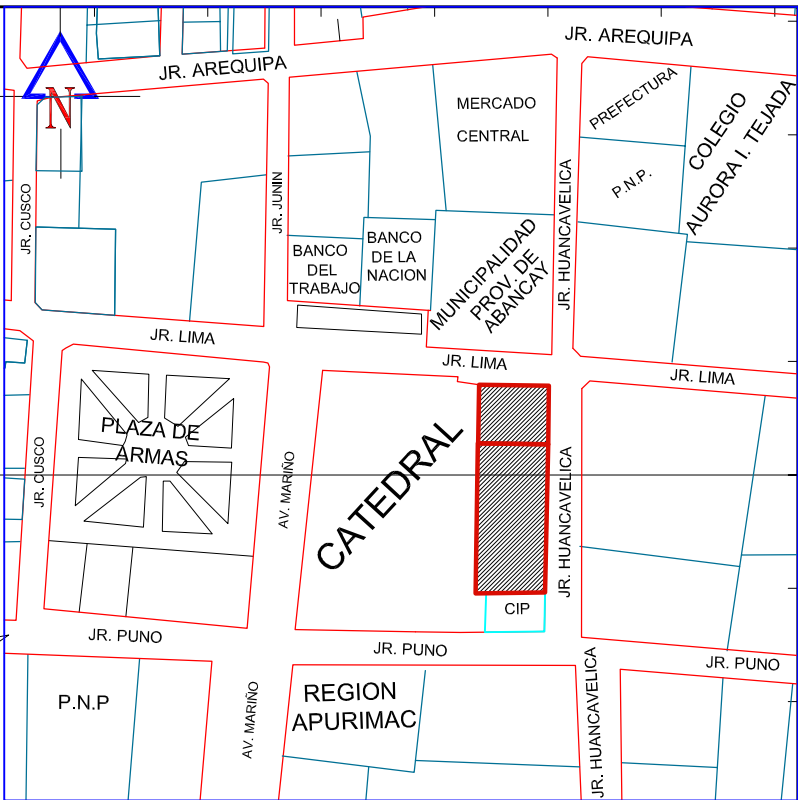 JR. AREQUIPA
JR. AREQUIPA
N
MERCADO
CENTRAL
PREFECTURA
COLEGIO
AURORA I. TEJADA
P.N.P.
JR. CUSCO
JR. JUNIN
JR. HUANCAVELICA
BANCO
DEL
TRABAJO
BANCO
DE LA
NACION
MUNICIPALIDAD
PROV. DE
ABANCAY
JR. LIMA
JR. LIMA
JR. LIMA
PLAZA DE
ARMAS
JR. CUSCO
AV. MARIÑO
CATEDRAL
JR. HUANCAVELICA
CIP
JR. PUNO
JR. PUNO
JR. PUNO
P.N.P
AV. MARIÑO
REGION
APURIMAC
JR. HUANCAVELICA